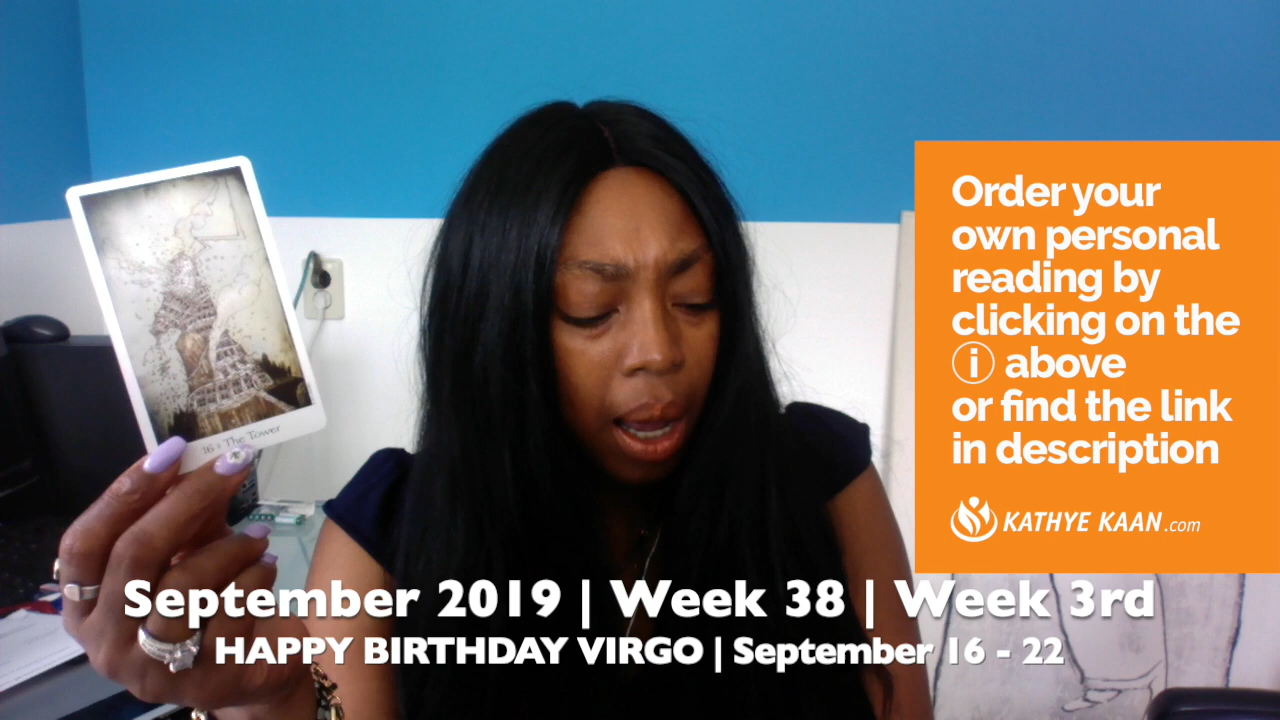 16 • The Tower
Order your
own personal
reading by
clicking on the
i above
or find the link
in description
KATHYE KAAN.com
September 2019 | Week 38 | Week 3rd
HAPPY BIRTHDAY VIRGO | September 16 - 22